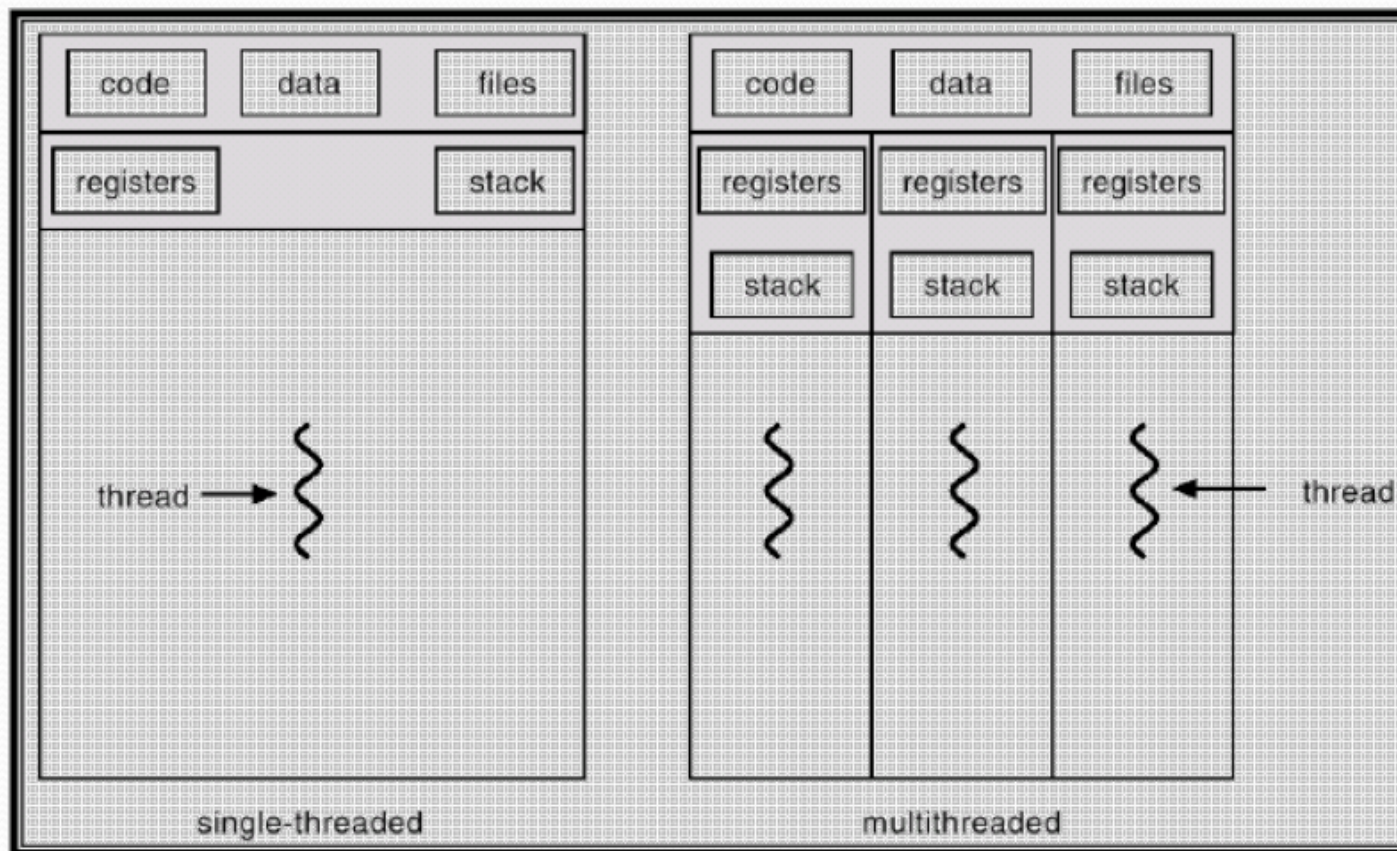 code data files
registers stack
thread
single-threaded
code data files
registers registers registers
stack stack stack
thread
multithreaded